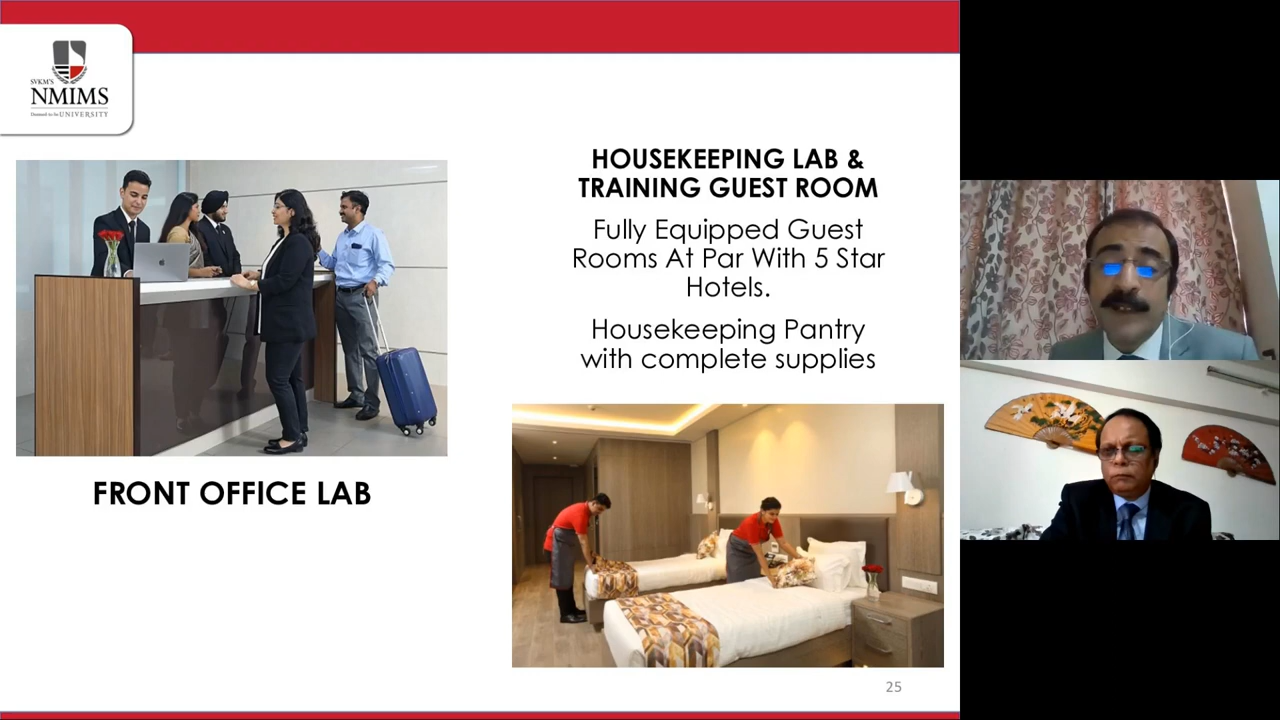 SVKM'S
NMIMS
Deemed to be UNIVERSITY
FRONT OFFICE LAB
HOUSEKEEPING LAB &
TRAINING GUEST ROOM
Fully Equipped Guest
Rooms At Par With 5 Star
Hotels.
Housekeeping Pantry
with complete supplies
25